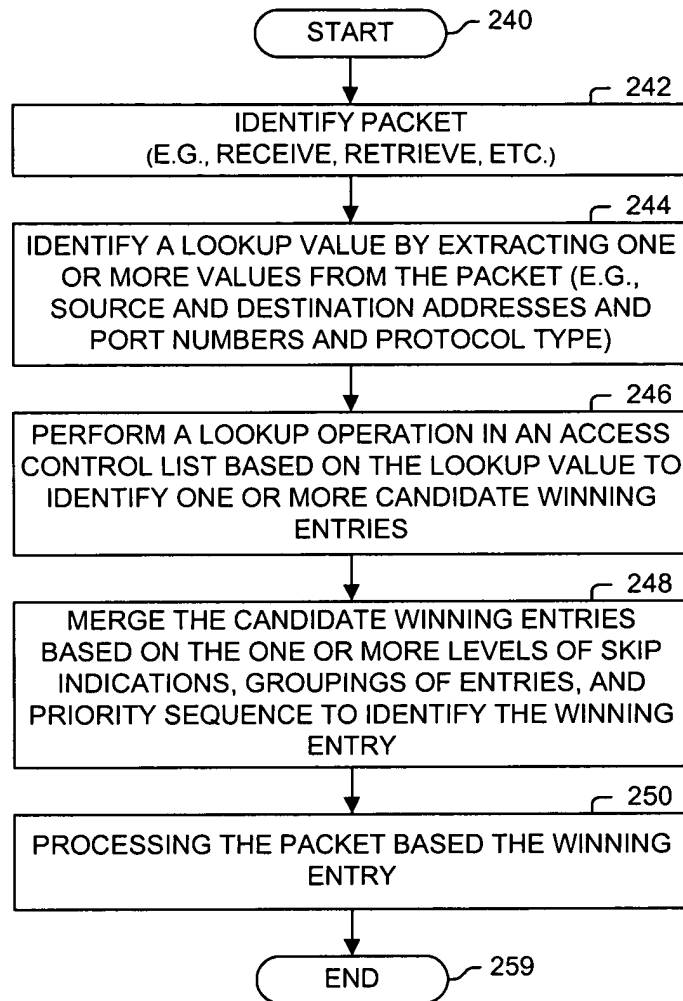 START
240
242
IDENTIFY PACKET
(E.G., RECEIVE, RETRIEVE, ETC.)
244
IDENTIFY A LOOKUP VALUE BY EXTRACTING ONE
OR MORE VALUES FROM THE PACKET (E.G.,
SOURCE AND DESTINATION ADDRESSES AND
PORT NUMBERS AND PROTOCOL TYPE)
246
PERFORM A LOOKUP OPERATION IN AN ACCESS
CONTROL LIST BASED ON THE LOOKUP VALUE TO
IDENTIFY ONE OR MORE CANDIDATE WINNING
ENTRIES
248
MERGE THE CANDIDATE WINNING ENTRIES
BASED ON THE ONE OR MORE LEVELS OF SKIP
INDICATIONS, GROUPINGS OF ENTRIES, AND
PRIORITY SEQUENCE TO IDENTIFY THE WINNING
ENTRY
250
PROCESSING THE PACKET BASED THE WINNING
ENTRY
END
259